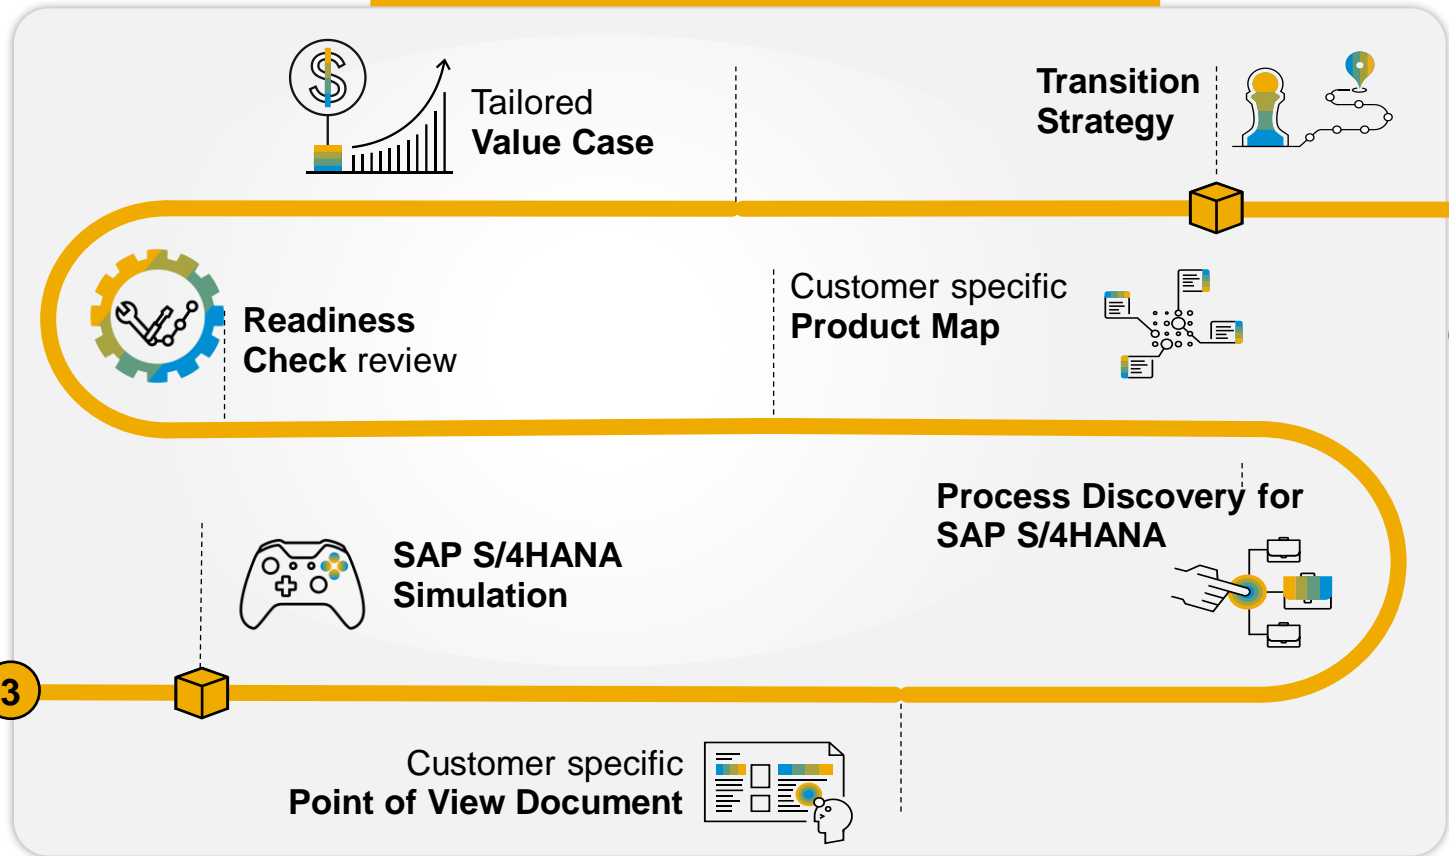 Tailored
Value Case
Transition
Strategy
Readiness
Check review
Customer specific
Product Map
Process Discovery for
SAP S/4HANA
SAP S/4HANA
Simulation
3
Customer specific
Point of View Document